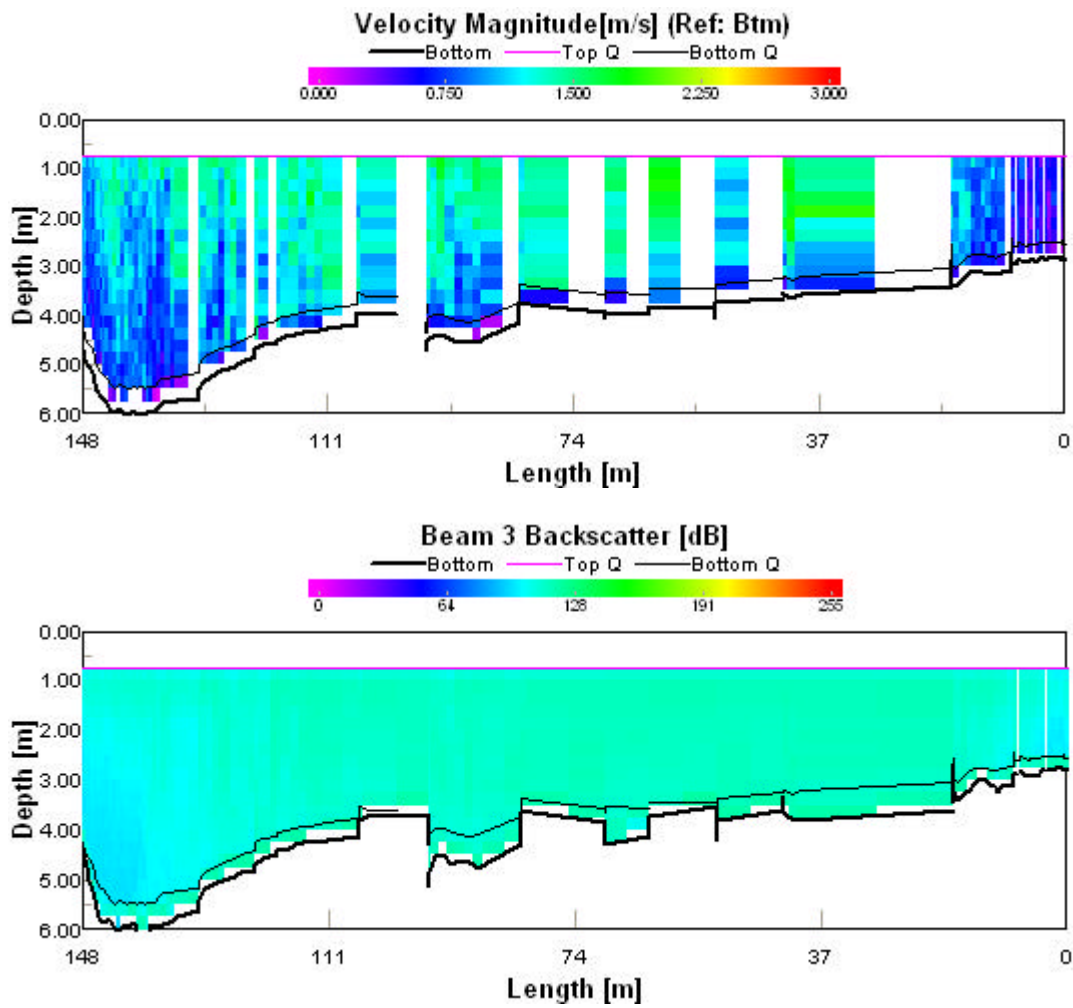 Velocity Magnitude[m/s] (Ref: Btm)
Bottom Top Q Bottom Q
0.000 0.750 1.500 2.250 3.000
0.00
1.00
2.00
3.00
4.00
5.00
6.00
Depth [m]
148 111 74 37 0
Length [m]
Beam 3 Backscatter [dB]
Bottom Top Q Bottom Q
0 64 128 191 255
0.00
1.00
2.00
3.00
4.00
5.00
6.00
Depth [m]
148 111 74 37 0
Length [m]